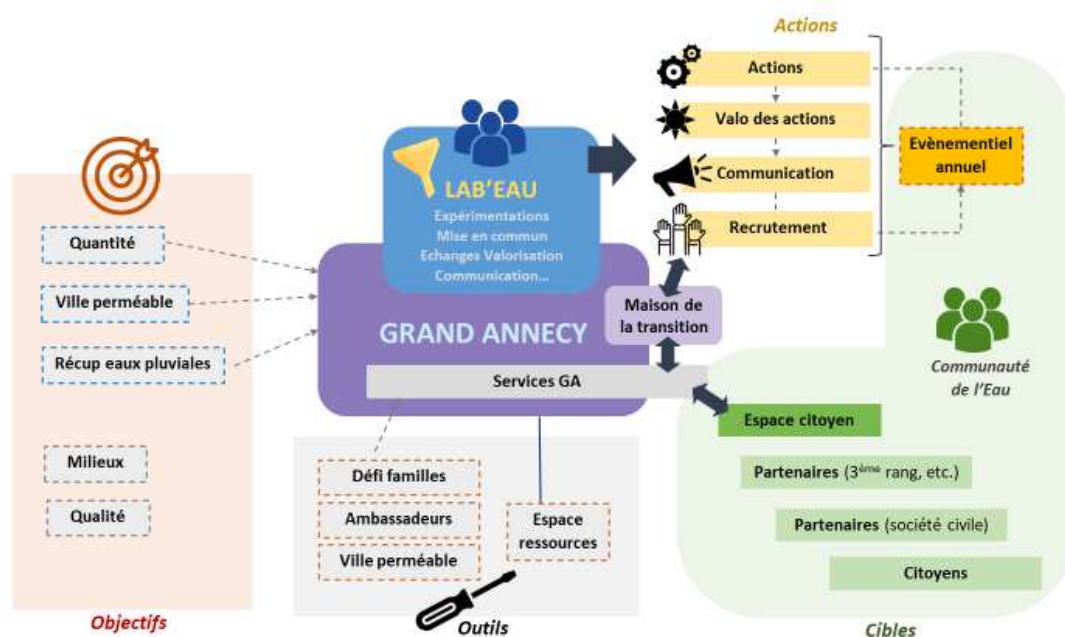 Actions
Actions
Valo des actions
Communication
Recrutement
Evènementiel
annuel
LAB'EAU
Expérimentations
Mise en commun
Echanges Valorisation
Communication...
GRAND ANNECY
Services GA
Maison de
la transition
Quantité
Ville perméable
Récup eaux pluviales
Milieux
Qualité
Objectifs
Défi familles
Ambassadeurs
Ville perméable
Espace
ressources
Outils
Communauté
de l'Eau
Espace citoyen
Partenaires (3ème rang, etc.)
Partenaires (société civile)
Citoyens
Cibles